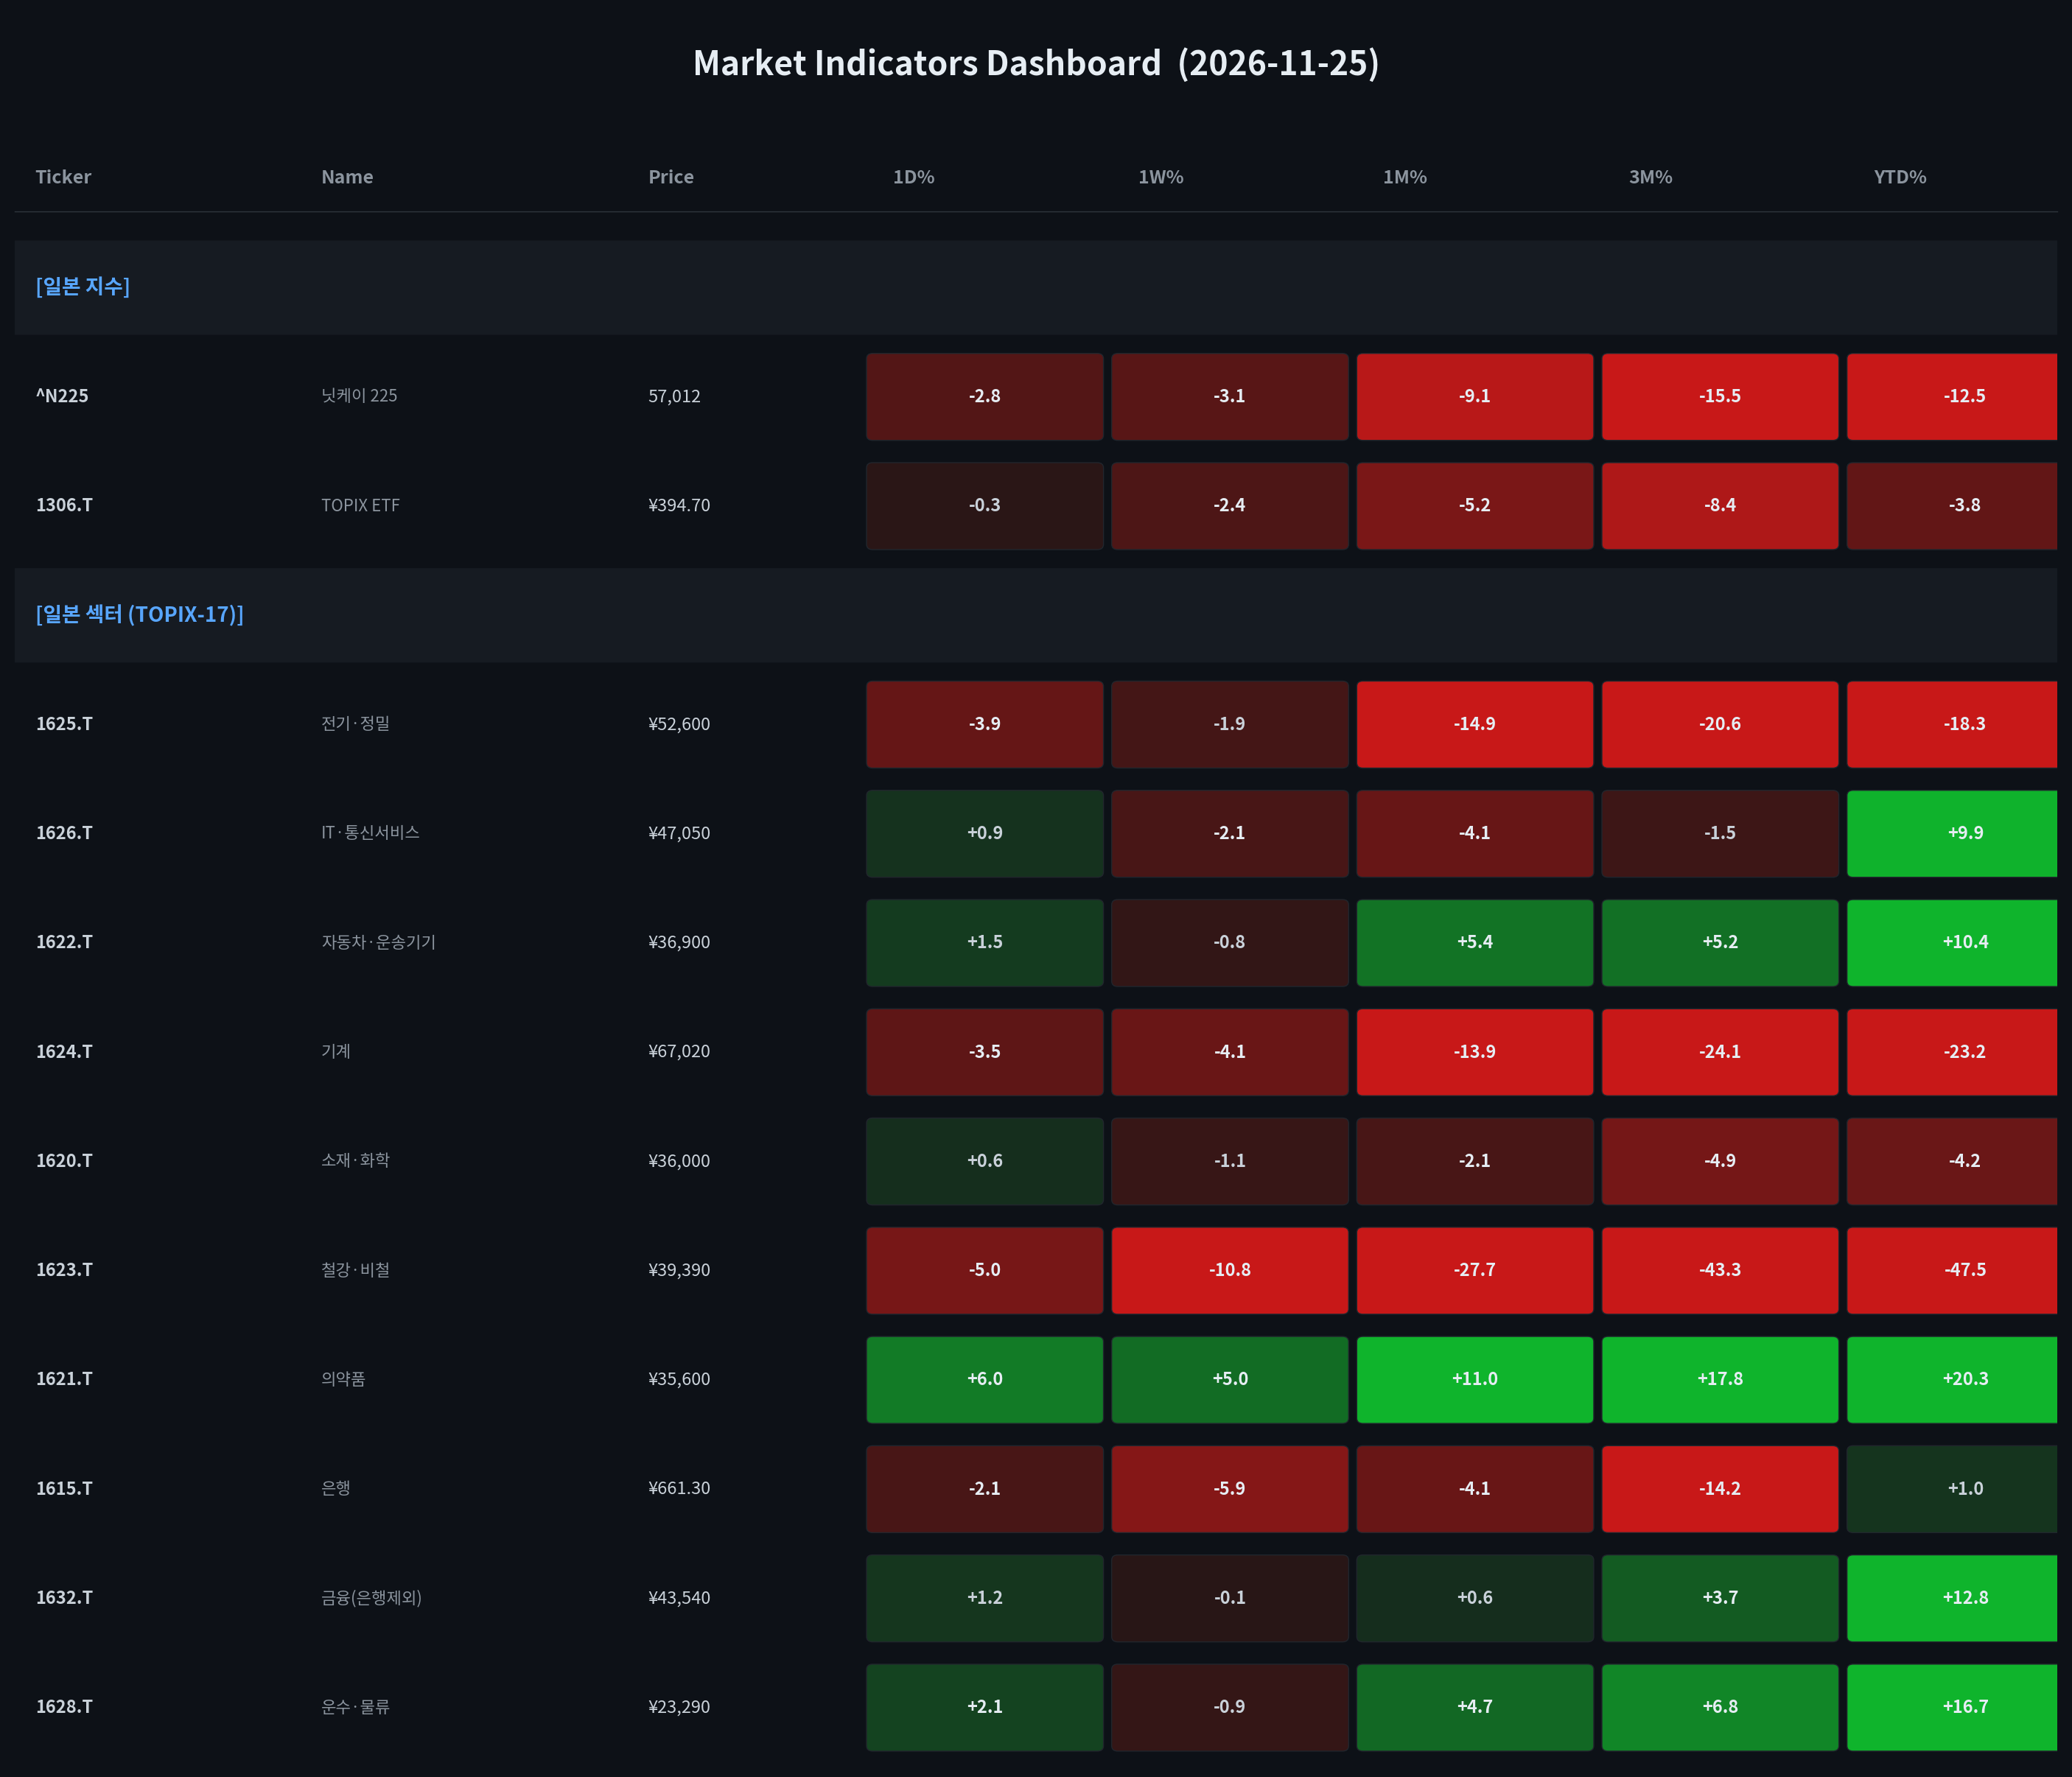 Market Indicators Dashboard (2026-11-25)
Ticker Name Price 1D% 1W% 1M% 3M% YTD%
[일본 지수]
^N225 닛케이 225 57,012 -2.8 -3.1 -9.1 -15.5 -12.5
1306.T TOPIX ETF ¥394.70 -0.3 -2.4 -5.2 -8.4 -3.8
[일본 섹터 (TOPIX-17)]
1625.T 전기·정밀 ¥52,600 -3.9 -1.9 -14.9 -20.6 -18.3
1626.T IT·통신서비스 ¥47,050 +0.9 -2.1 -4.1 -1.5 +9.9
1622.T 자동차·운송기기 ¥36,900 +1.5 -0.8 +5.4 +5.2 +10.4
1624.T 기계 ¥67,020 -3.5 -4.1 -13.9 -24.1 -23.2
1620.T 소재·화학 ¥36,000 +0.6 -1.1 -2.1 -4.9 -4.2
1623.T 철강·비철 ¥39,390 -5.0 -10.8 -27.7 -43.3 -47.5
1621.T 의약품 ¥35,600 +6.0 +5.0 +11.0 +17.8 +20.3
1615.T 은행 ¥661.30 -2.1 -5.9 -4.1 -14.2 +1.0
1632.T 금융(은행제외) ¥43,540 +1.2 -0.1 +0.6 +3.7 +12.8
1628.T 운수·물류 ¥23,290 +2.1 -0.9 +4.7 +6.8 +16.7